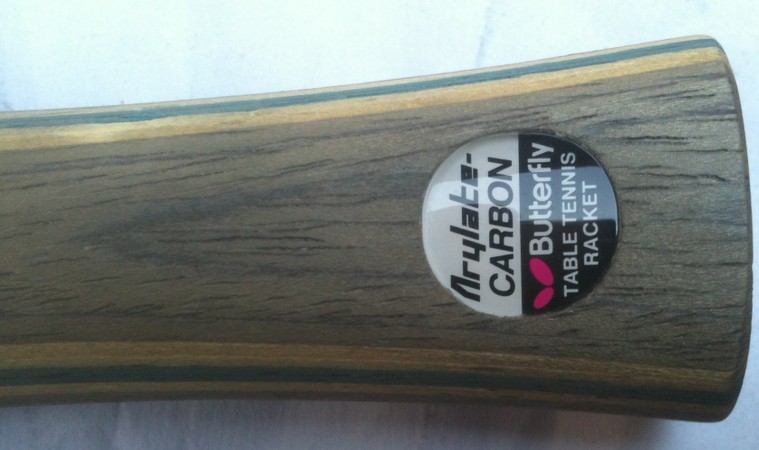 Arylate-
CARBON
Butterfly
TABLE TENNIS
RACKET